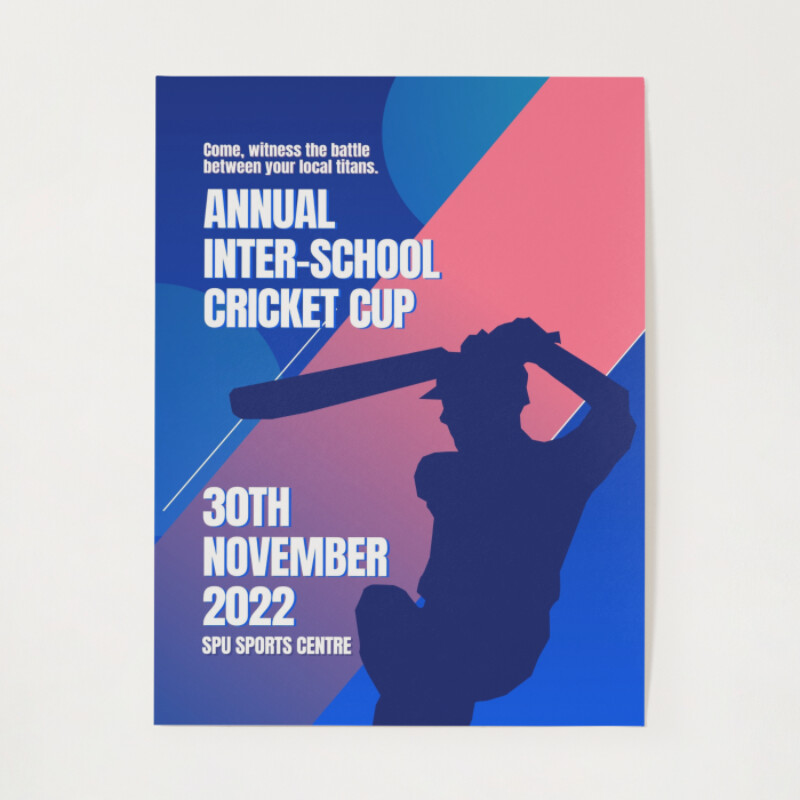 Come, witness the battle
between your local titans.
ANNUAL
INTER-SCHOOL
CRICKET CUP
30TH
NOVEMBER
2022
SPU SPORTS CENTRE